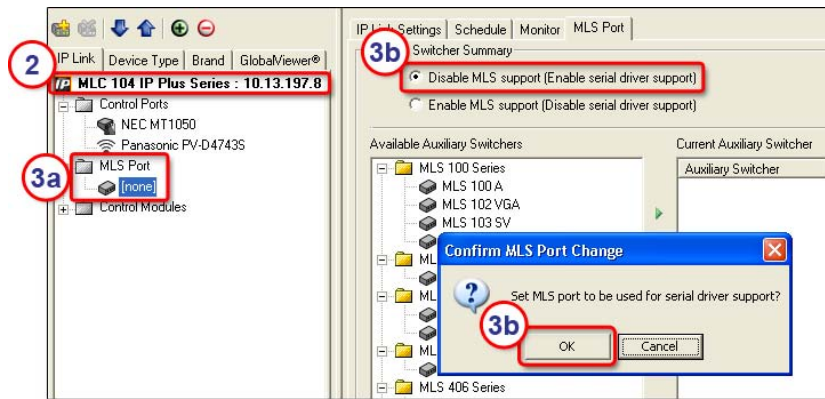 IP Link Settings | Schedule | Monitor | MLS Port
3b
Switcher Summary
IP Link | Device Type | Brand | GlobalViewer®
2
IP MLC 104 IP Plus Series : 10.13.197.8
Disable MLS support (Enable serial driver support)
Control Ports
Enable MLS support (Disable serial driver support)
NEC MT1050
Panasonic PV-D4743S
Available Auxiliary Switchers
Current Auxiliary Switcher
3a
MLS Port
MLS 100 Series
Auxiliary Switcher
[none]
MLS 100 A
Control Modules
MLS 102 VGA
MLS 103 SV
Confirm MLS Port Change
ML
Set MLS port to be used for serial driver support?
ML
3b
OK
Cancel
ML
MLS 406 Series